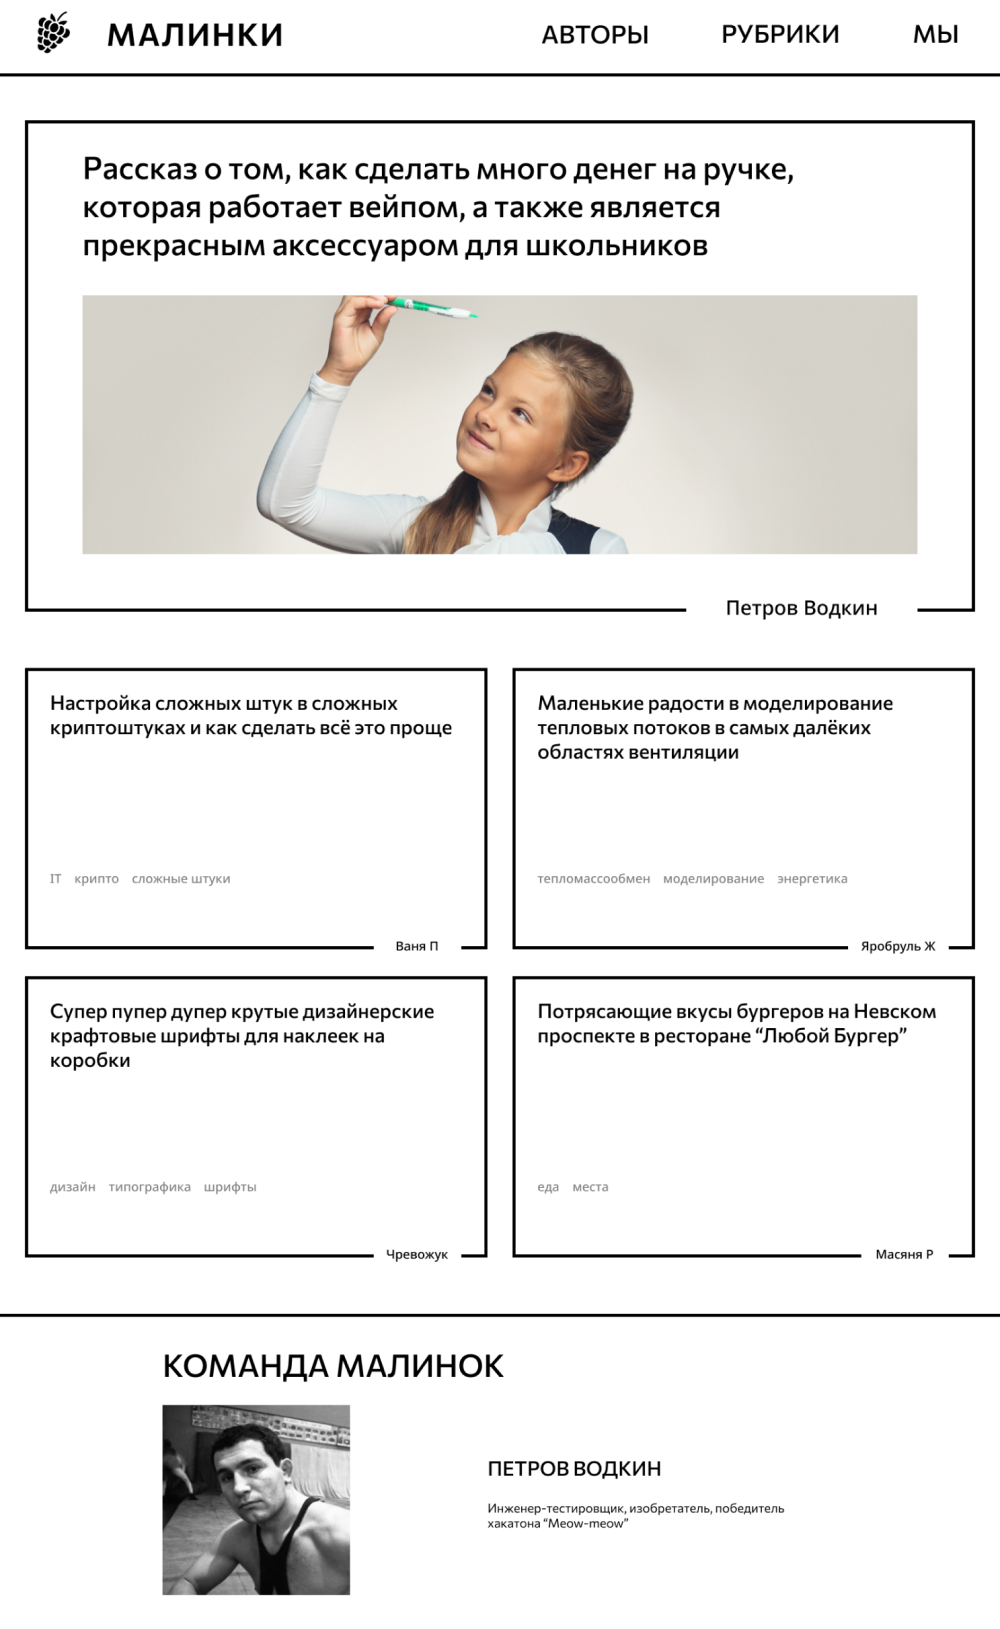 МАЛИНКИ
АВТОРЫ
РУБРИКИ
МЫ
Рассказ о том, как сделать много денег на ручке,
которая работает вейпом, а также является
прекрасным аксессуаром для школьников
Петров Водкин
Настройка сложных штук в сложных
криптоштуках и как сделать всё это проще
IT крипто сложные штуки
Ваня П
Маленькие радости в моделирование
тепловых потоков в самых далёких
областях вентиляции
тепломассообмен моделирование энергетика
Яробруль Ж
Супер пупер дупер крутые дизайнерские
крафтовые шрифты для наклеек на
коробки
дизайн типографика шрифты
Чревожук
Потрясающие вкусы бургеров на Невском
проспекте в ресторане “Любой Бургер”
еда места
Масяня Р
КОМАНДА МАЛИНОК
ПЕТРОВ ВОДКИН
Инженер-тестировщик, изобретатель, победитель
хакатона “Meow-meow”